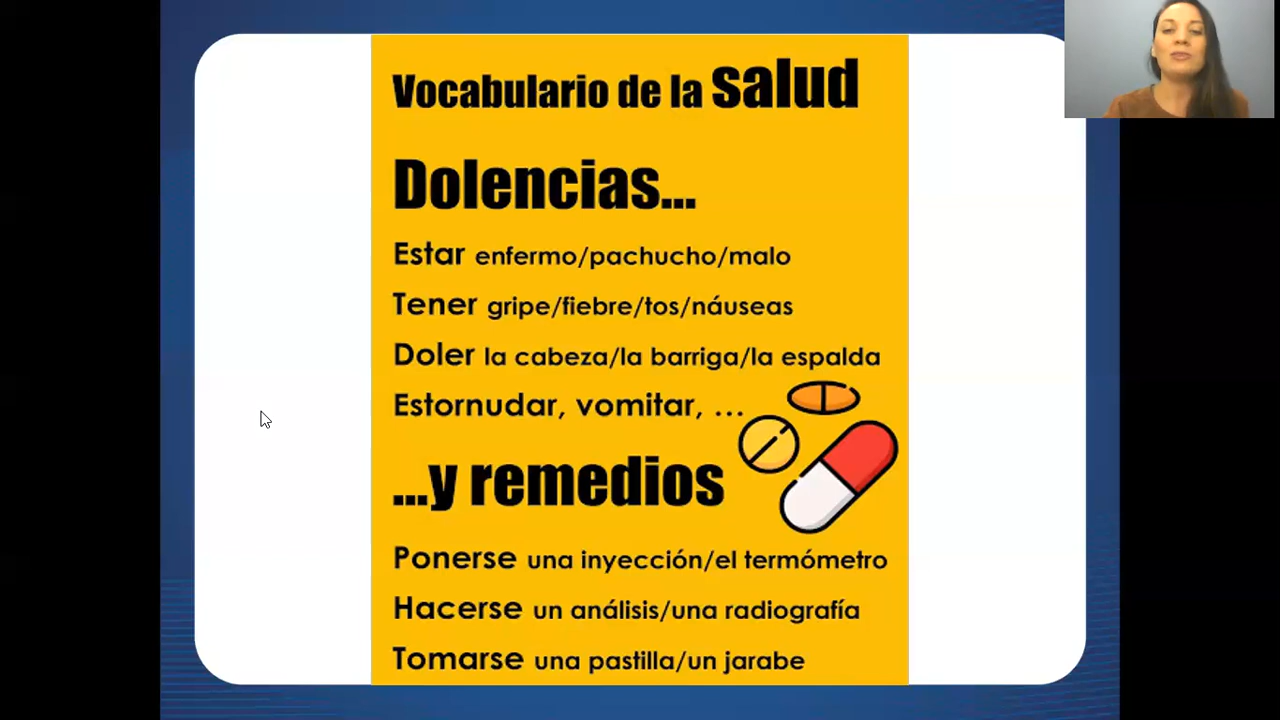 Vocabulario de la salud
Dolencias...
Estar enfermo/pachucho/malo
Tener gripe/fiebre/tos/náuseas
Doler la cabeza/la barriga/la espalda
Estornudar, vomitar, ...
...y remedios
Ponerse una inyección/el termómetro
Hacerse un análisis/una radiografía
Tomarse una pastilla/un jarabe